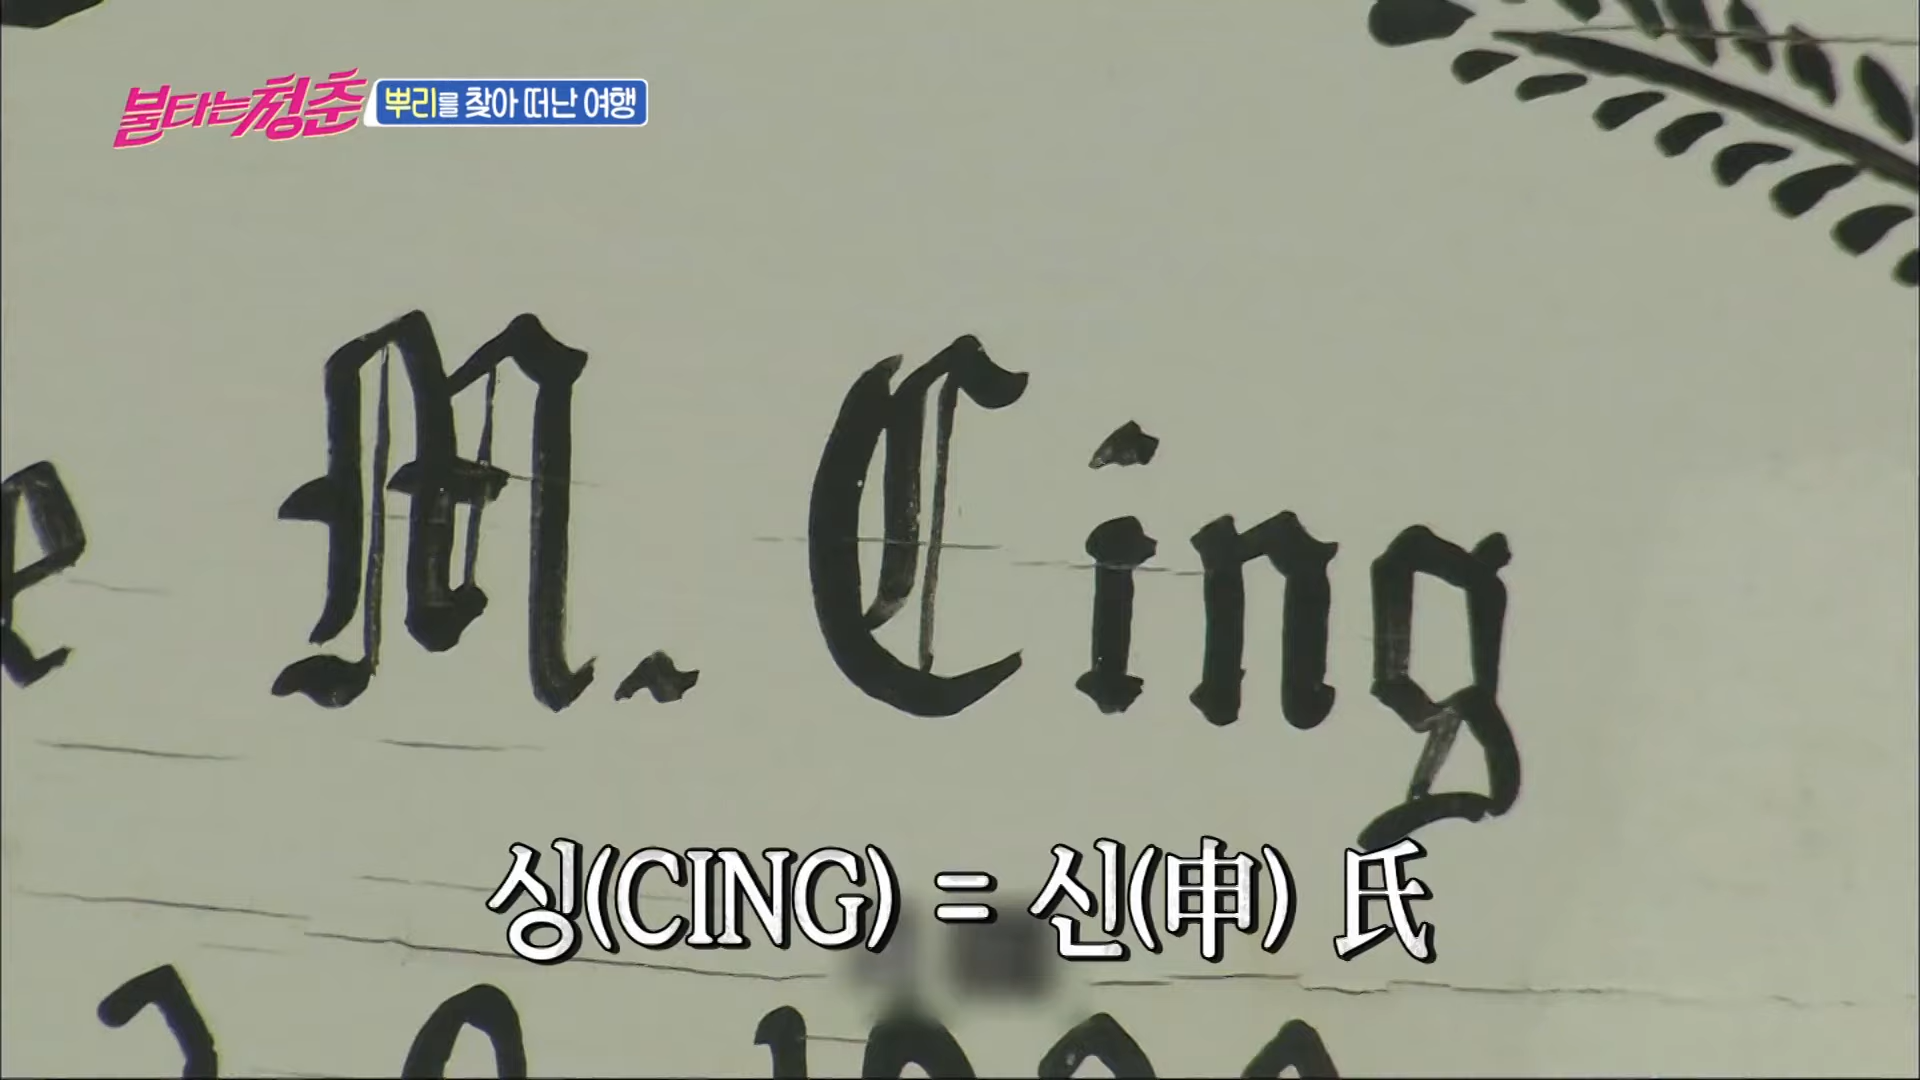 불타는청춘 뿌리를 찾아 떠난 여행
e M. Cing
싱(CING) = 신(申) 氏